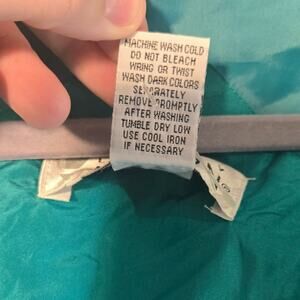 MACHINE WASH COLD
DO NOT BLEACH
WRING OR TWIST
WASH DARK COLORS
SEPARATELY
REMOVE PROMPTLY
AFTER WASHING
TUMBLE DRY LOW
USE COOL IRON
IF NECESSARY